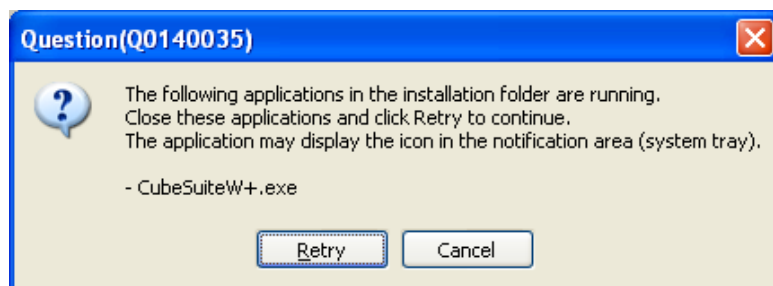 Question(Q0140035)
The following applications in the installation folder are running.
Close these applications and click Retry to continue.
The application may display the icon in the notification area (system tray).
- CubeSuiteW+.exe
Retry
Cancel